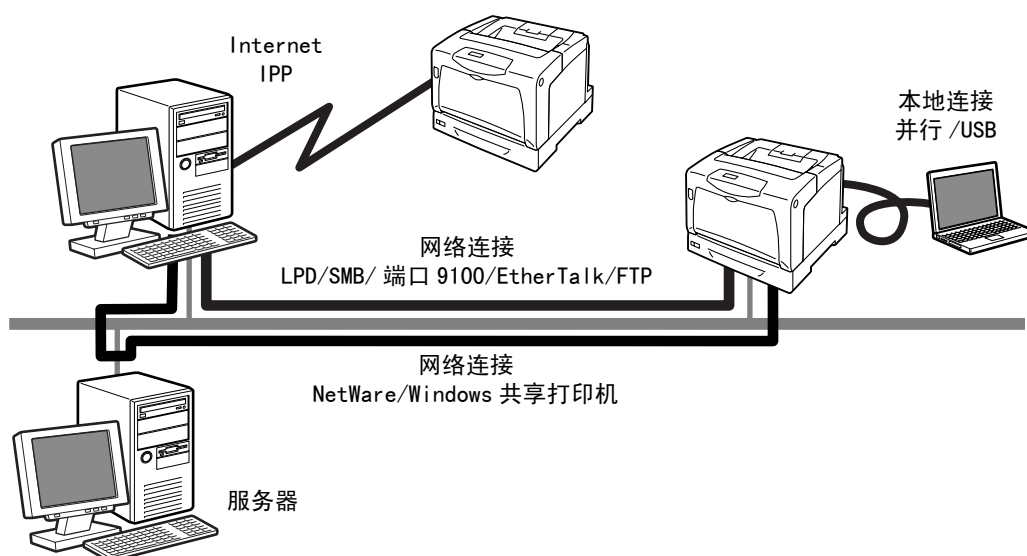 Internet
IPP
本地连接
并行 /USB
网络连接
LPD/SMB/ 端口 9100/EtherTalk/FTP
网络连接
NetWare/Windows 共享打印机
服务器